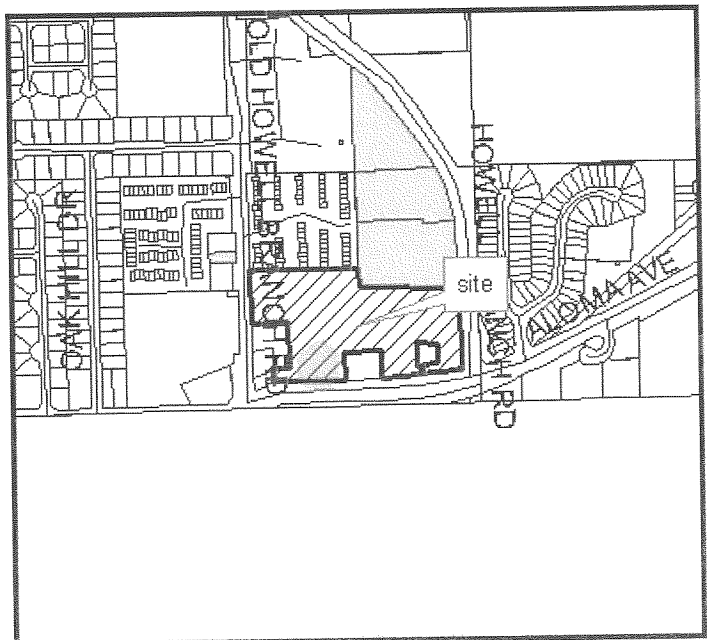 OLD HOWELL BRANCH RD
HOWELL BRANCH RD
OAK HILL DR
site
ALOMA AVE